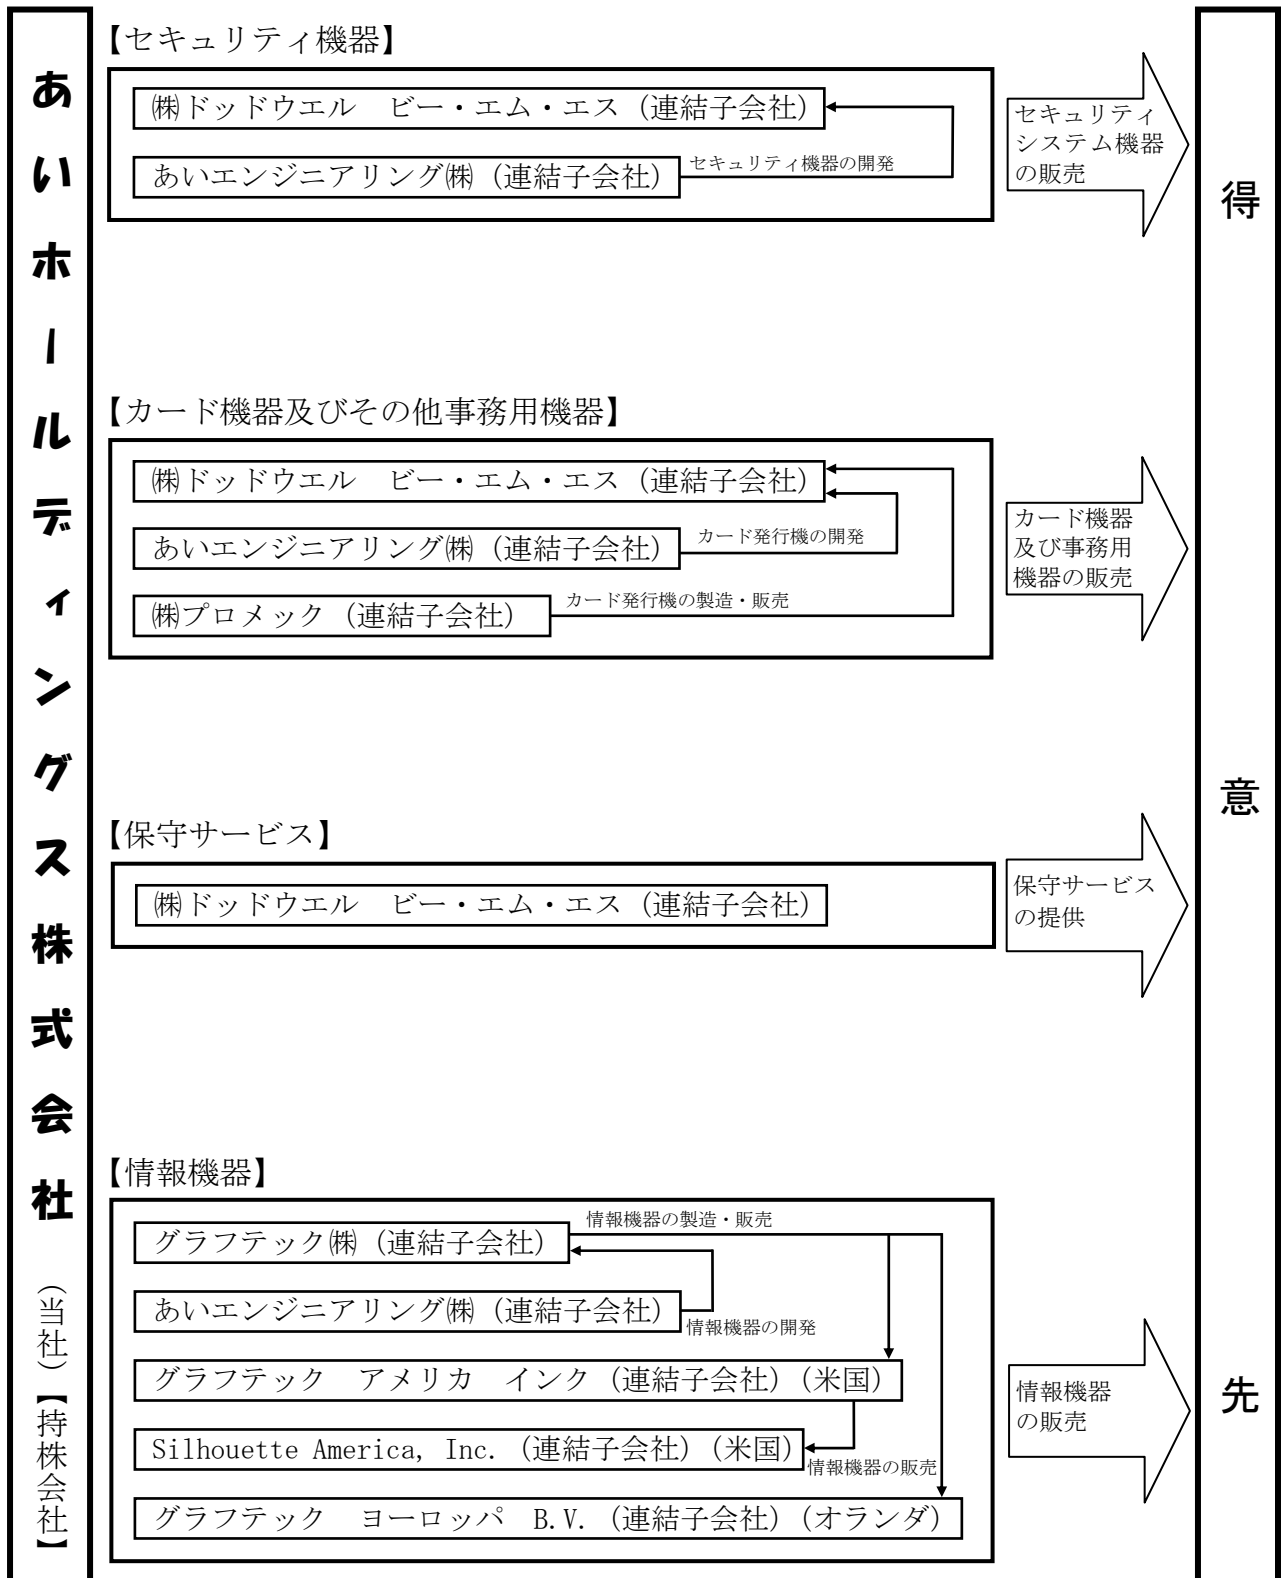 あいホールディングス株式会社 (当社)【持株会社】
【セキュリティ機器】
㈱ドッドウエル　ビー・エム・エス (連結子会社)
あいエンジニアリング㈱ (連結子会社)
セキュリティ機器の開発
セキュリティ
システム機器
の販売
【カード機器及びその他事務用機器】
㈱ドッドウエル　ビー・エム・エス (連結子会社)
あいエンジニアリング㈱ (連結子会社)
カード発行機の開発
㈱プロメック (連結子会社)
カード発行機の製造・販売
カード機器
及び事務用
機器の販売
【保守サービス】
㈱ドッドウエル　ビー・エム・エス (連結子会社)
保守サービス
の提供
【情報機器】
グラフテック㈱ (連結子会社)
情報機器の製造・販売
あいエンジニアリング㈱ (連結子会社)
情報機器の開発
グラフテック　アメリカ　インク (連結子会社) (米国)
Silhouette America, Inc. (連結子会社) (米国)
情報機器の販売
グラフテック　ヨーロッパ　B.V. (連結子会社) (オランダ)
情報機器
の販売
得意先